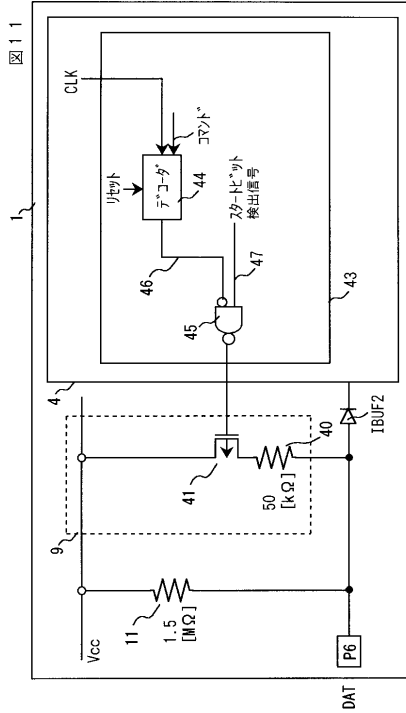 図11
1
4
9
Vcc
CLK
リセット
デコーダ
44
コマンド
46
45
スタートビット
検出信号
47
43
41
40
50
[kΩ]
11
1.5
[MΩ]
IBUF2
P6
DAT